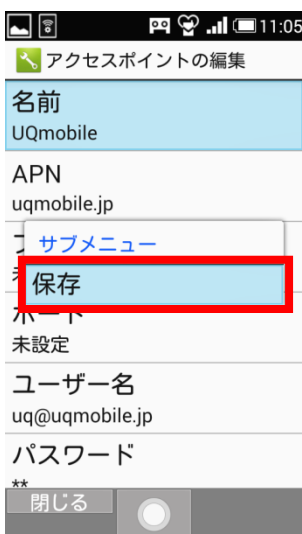 11:05
アクセスポイントの編集
名前
UQmobile
APN
uqmobile.jp
サブメニュー
保存
ポート
未設定
ユーザー名
uq@uqmobile.jp
パスワード
**
閉じる